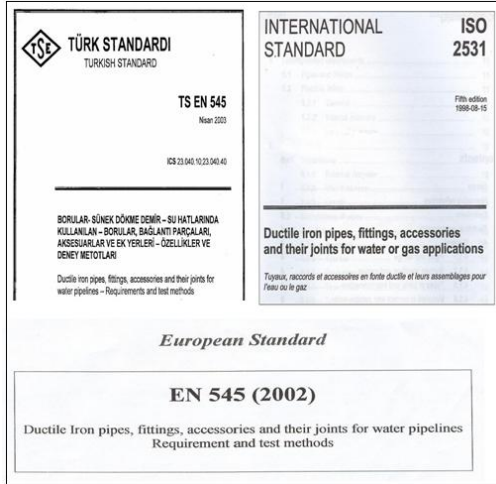 TSE
TÜRK STANDARDI
TURKISH STANDARD
TS EN 545
Nisan 2003
ICS 23.040.10;23.040.40
BORULAR- SÜNEK DÖKME DEMİR – SU HATLARINDA
KULLANILAN – BORULAR, BAĞLANTI PARÇALARI,
AKSESUARLAR VE EK YERLERİ – ÖZELLİKLER VE
DENEY METOTLARI
Ductile iron pipes, fittings, accessories and their joints for
water pipelines – Requirements and test methods
INTERNATIONAL
STANDARD
ISO
2531
Fifth edition
1998-08-15
Ductile iron pipes, fittings, accessories
and their joints for water or gas applications
Tuyaux, raccords et accessoires en fonte ductile et leurs assemblages pour
l'eau ou le gaz
European Standard
EN 545 (2002)
Ductile Iron pipes, fittings, accessories and their joints for water pipelines
Requirement and test methods